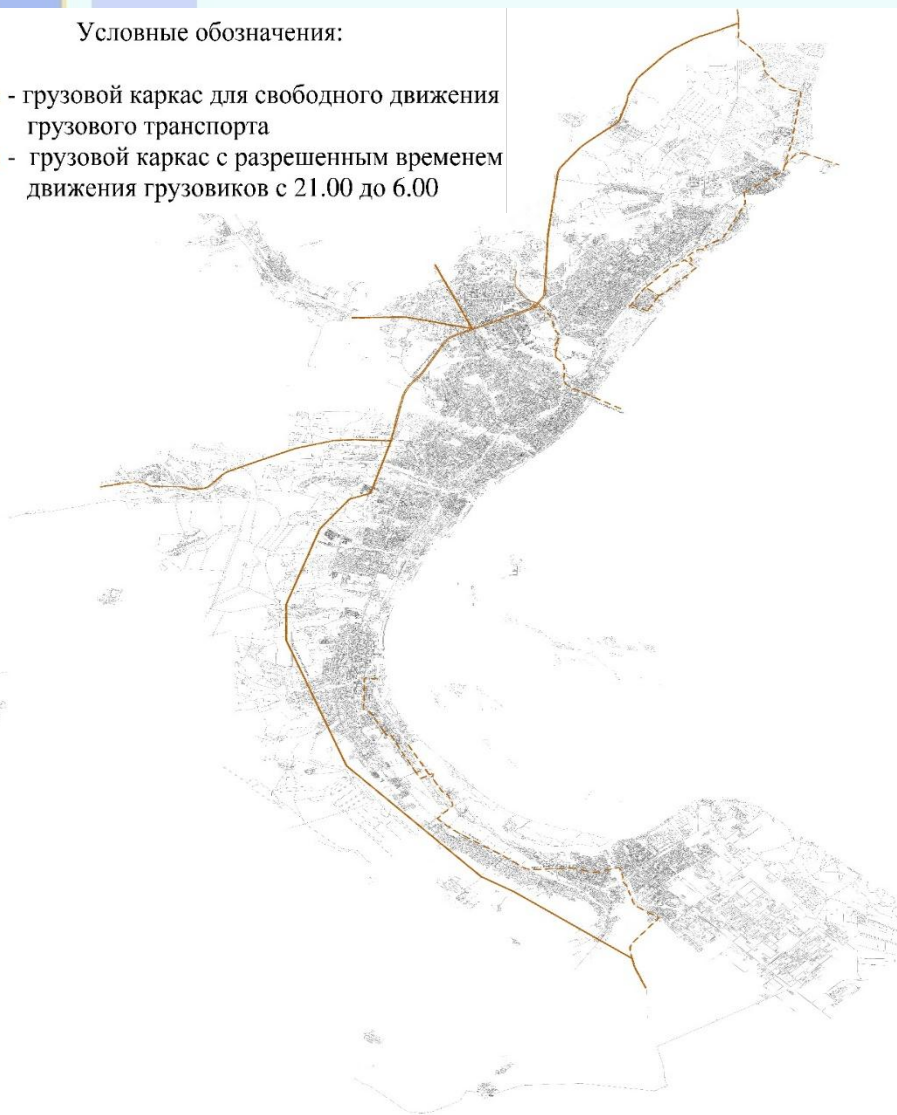 Условные обозначения:
- грузовой каркас для свободного движения
грузового транспорта
- грузовой каркас с разрешенным временем
движения грузовиков с 21.00 до 6.00